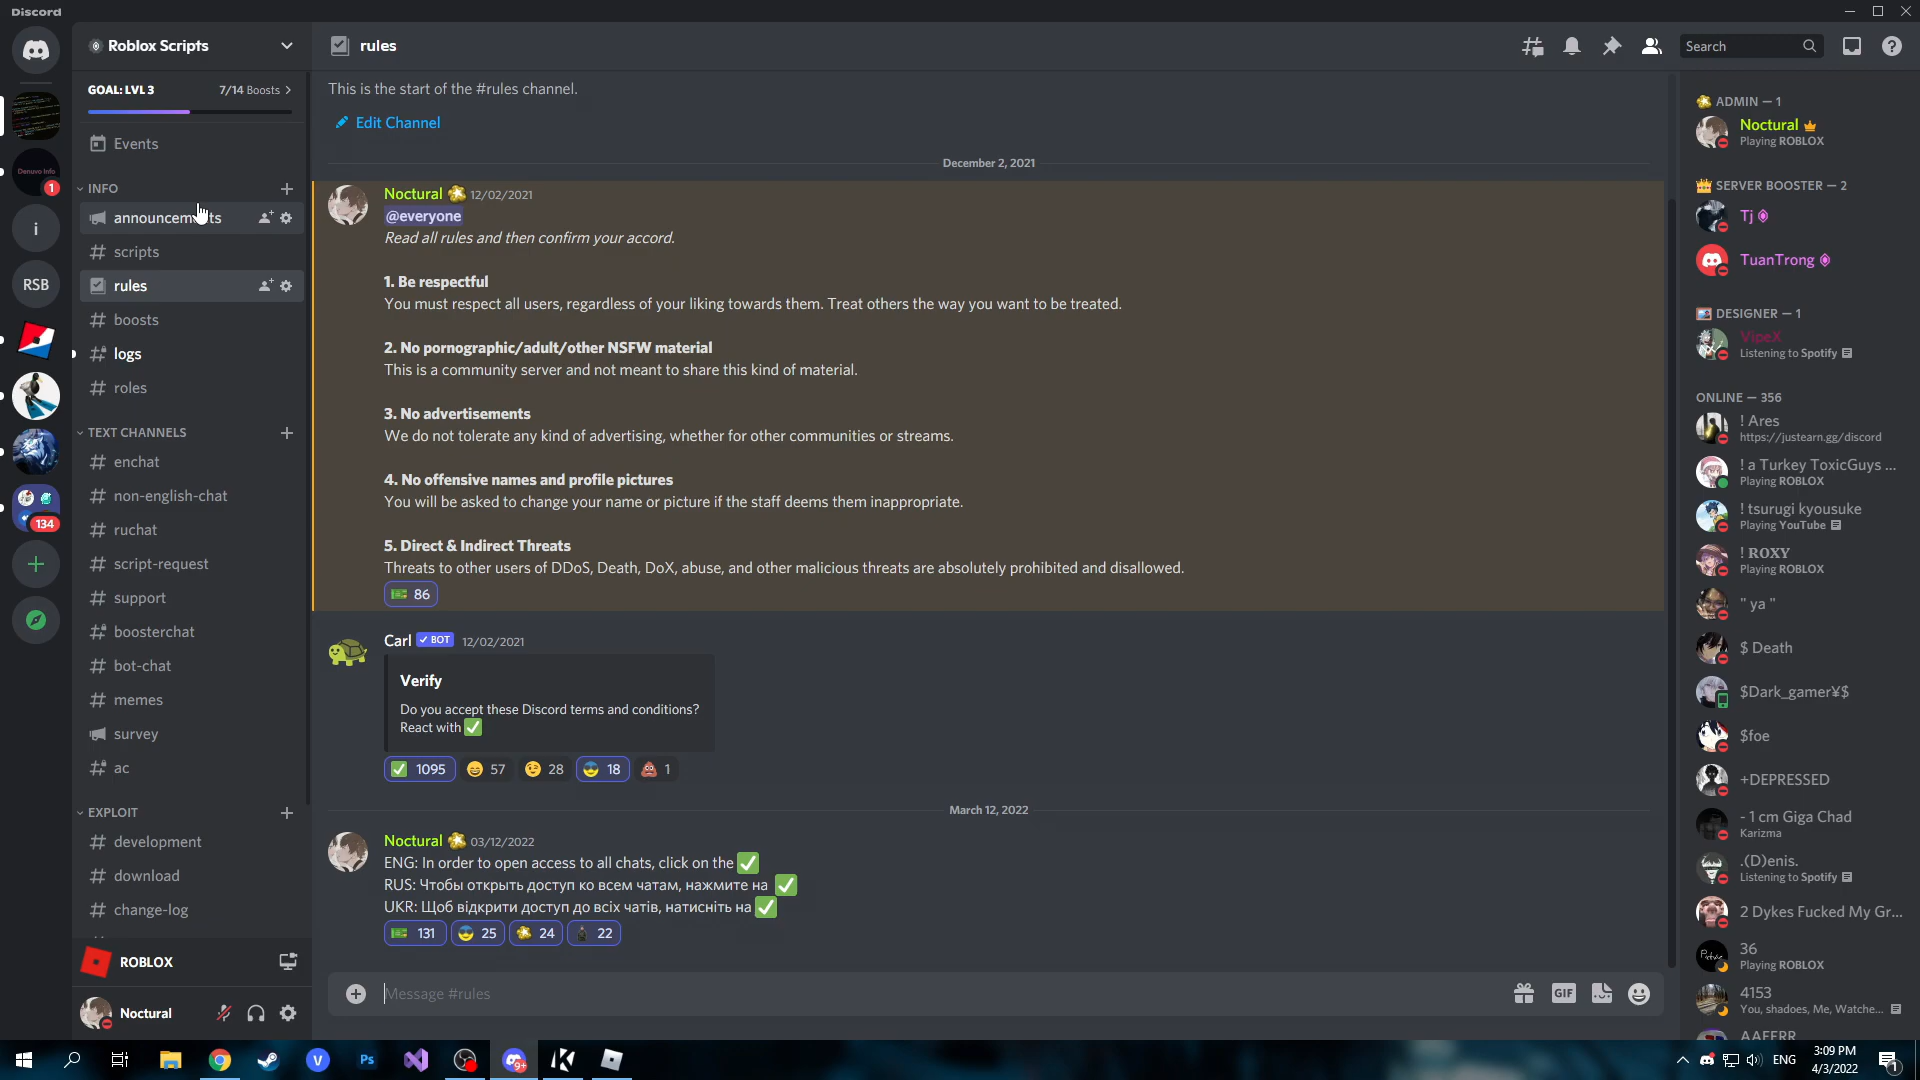 Discord
Roblox Scripts
GOAL: LVL 3
7/14 Boosts
Events
INFO
announcements
scripts
rules
boosts
logs
roles
TEXT CHANNELS
enchat
non-english-chat
ruchat
script-request
support
boosterchat
bot-chat
memes
survey
ac
EXPLOIT
development
download
change-log
ROBLOX
Noctural
Denuvo Info
1
i
RSB
134
rules
Search
This is the start of the #rules channel.
Edit Channel
December 2, 2021
Noctural 12/02/2021
@everyone
Read all rules and then confirm your accord.
1. Be respectful
You must respect all users, regardless of your liking towards them. Treat others the way you want to be treated.
2. No pornographic/adult/other NSFW material
This is a community server and not meant to share this kind of material.
3. No advertisements
We do not tolerate any kind of advertising, whether for other communities or streams.
4. No offensive names and profile pictures
You will be asked to change your name or picture if the staff deems them inappropriate.
5. Direct & Indirect Threats
Threats to other users of DDoS, Death, DoX, abuse, and other malicious threats are absolutely prohibited and disallowed.
86
Carl ✓ BOT 12/02/2021
Verify
Do you accept these Discord terms and conditions?
React with ✅
✅ 1095 😄 57 😉 28 18 💩 1
March 12, 2022
Noctural 03/12/2022
ENG: In order to open access to all chats, click on the ✅
RUS: Чтобы открыть доступ ко всем чатам, нажмите на ✅
UKR: Щоб відкрити доступ до всіх чатів, натисніть на ✅
131 25 24 22
Message #rules
GIF
ADMIN — 1
Noctural
Playing ROBLOX
SERVER BOOSTER — 2
Tj
TuanTrong
DESIGNER — 1
VipeX
Listening to Spotify
ONLINE — 356
! Ares
https://justearn.gg/discord
! a Turkey ToxicGuys ...
Playing ROBLOX
! tsurugi kyousuke
Playing YouTube
! ROXY
Playing ROBLOX
" ya "
$ Death
$Dark_gamer¥$
$foe
+DEPRESSED
- 1 cm Giga Chad
Karizma
.(D)enis.
Listening to Spotify
2 Dykes Fucked My Gr...
36
Playing ROBLOX
4153
You, shadoes, Me, Watche...
V
Ps
9+
ENG
3:09 PM
4/3/2022
1